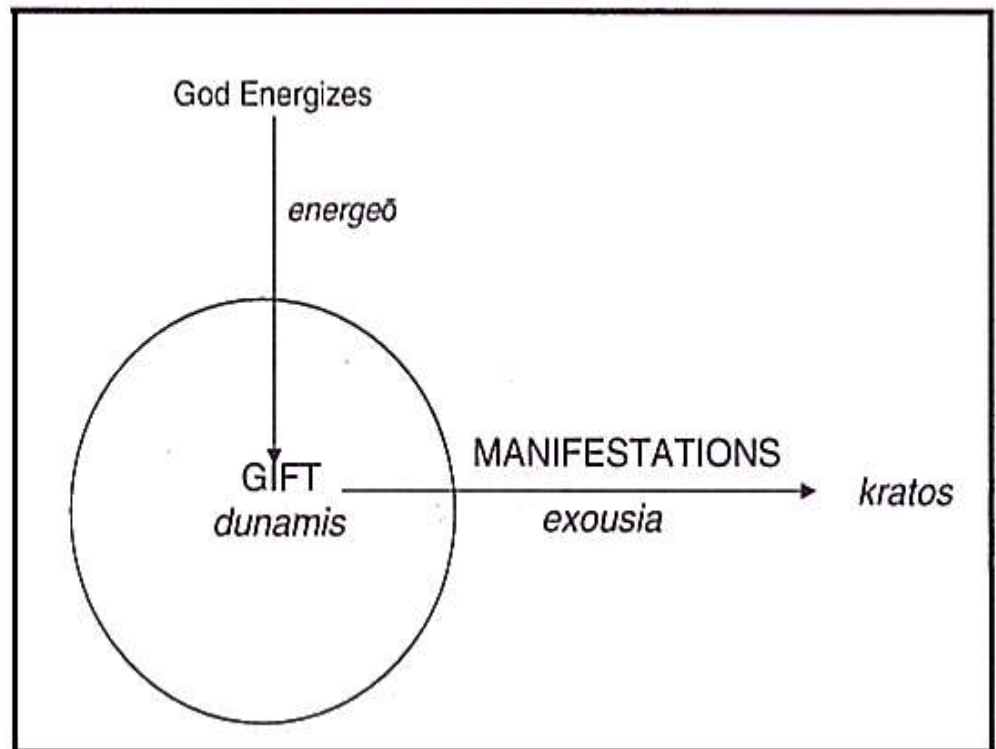 God Energizes
energeō
GIFT
dunamis
MANIFESTATIONS
exousia
kratos